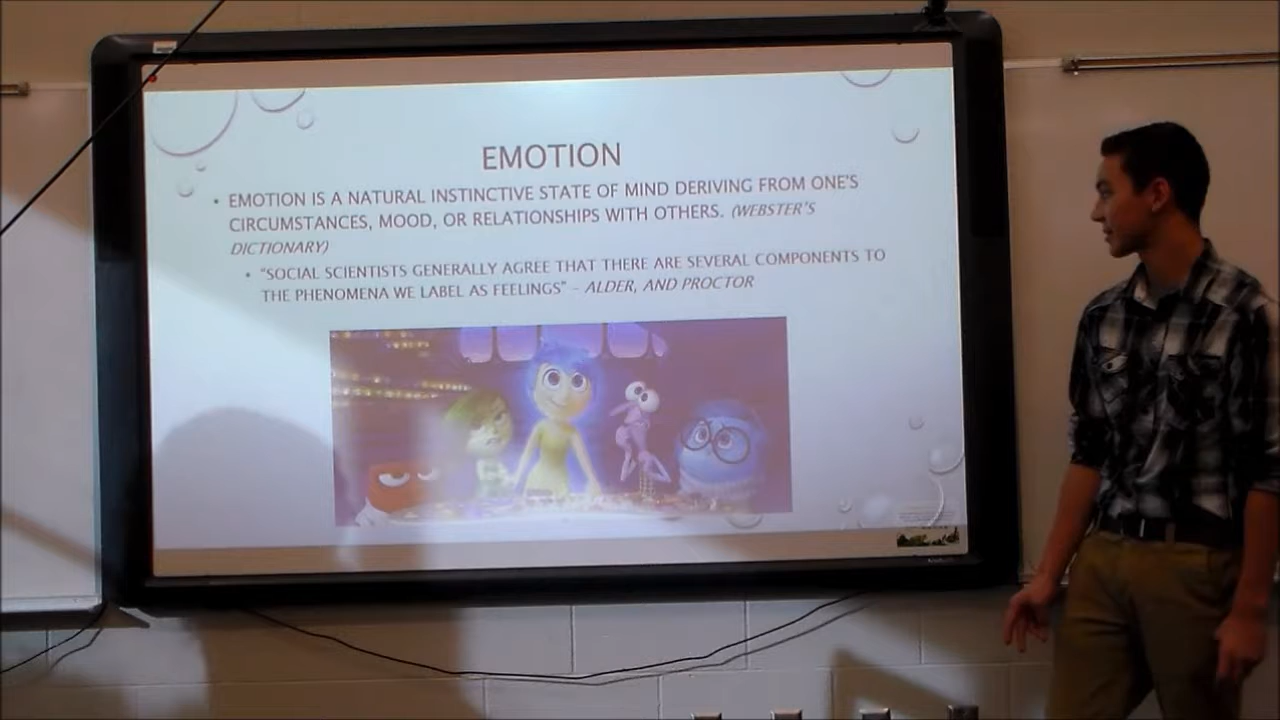 EMOTION
• EMOTION IS A NATURAL INSTINCTIVE STATE OF MIND DERIVING FROM ONE'S
CIRCUMSTANCES, MOOD, OR RELATIONSHIPS WITH OTHERS. (WEBSTER'S
DICTIONARY)
• "SOCIAL SCIENTISTS GENERALLY AGREE THAT THERE ARE SEVERAL COMPONENTS TO
THE PHENOMENA WE LABEL AS FEELINGS" – ALDER, AND PROCTOR